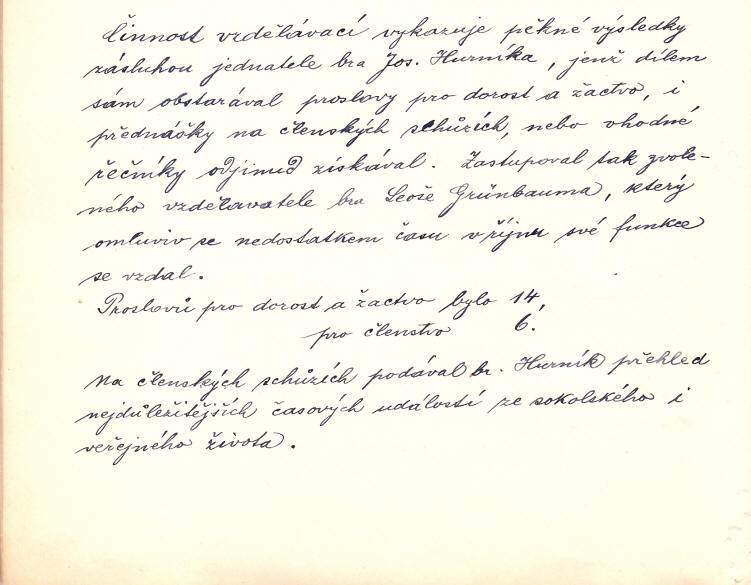 Činnost vzdělávací vykazuje pěkné výsledky
zásluhou jednatele bra Jos. Hurníka, jenž dílem
sám obstarával proslovy pro dorost a žactvo, i
přednášky na členských schůzích, nebo vhodné
řečníky odjinud získával. Zastupoval tak zvole-
ného vzdělavatele bra Leoše Grünbauma, který
omluviv se nedostatkem času v říjnu své funkce
se vzdal.
Proslovů pro dorost a žactvo bylo 14,
pro členstvo 6.
Na členských schůzích podával br. Hurník přehled
nejdůležitějších časových událostí ze sokolského i
veřejného života.